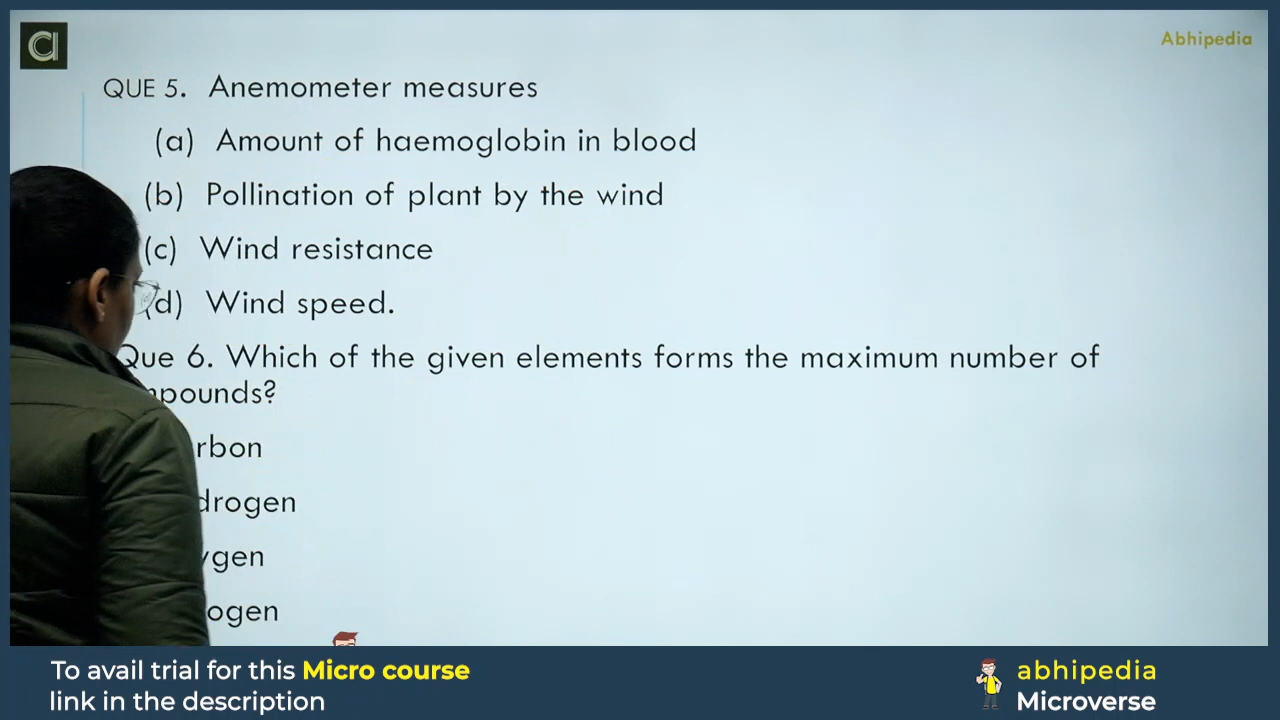 Abhipedia
QUE 5. Anemometer measures
(a) Amount of haemoglobin in blood
(b) Pollination of plant by the wind
(c) Wind resistance
(d) Wind speed.
Que 6. Which of the given elements forms the maximum number of
mpounds?
rbon
drogen
ygen
ogen
To avail trial for this Micro course
link in the description
abhipedia
Microverse